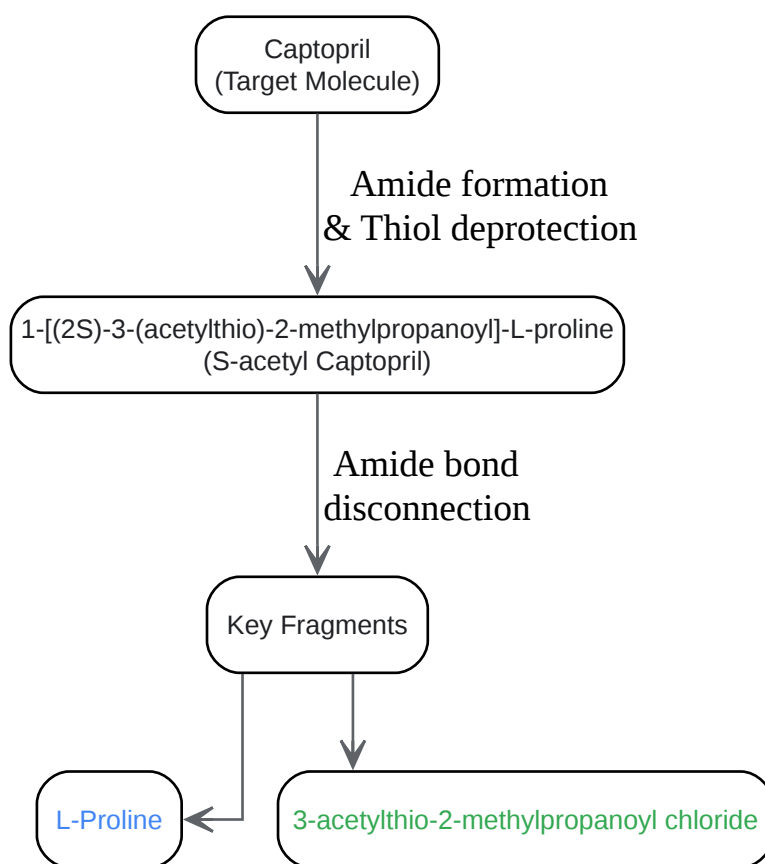 Captopril
(Target Molecule)
Amide formation
& Thiol deprotection
1-[(2S)-3-(acetylthio)-2-methylpropanoyl]-L-proline
(S-acetyl Captopril)
Amide bond
disconnection
Key Fragments
L-Proline
3-acetylthio-2-methylpropanoyl chloride